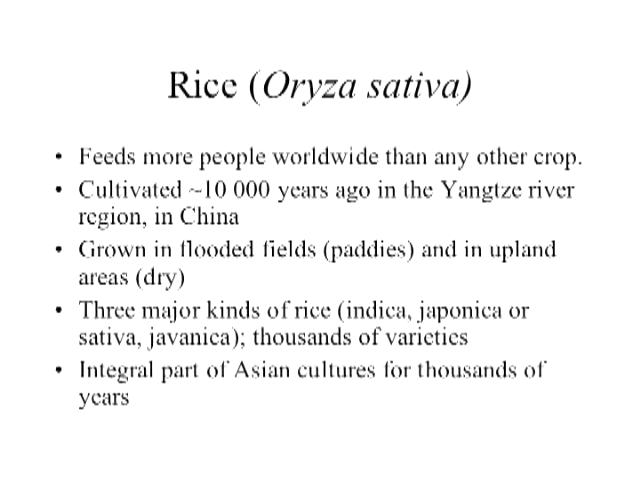 Rice (Oryza sativa)
• Feeds more people worldwide than any other crop.
• Cultivated ~10 000 years ago in the Yangtze river
region, in China
• Grown in flooded fields (paddies) and in upland
areas (dry)
• Three major kinds of rice (indica, japonica or
sativa, javanica); thousands of varieties
• Integral part of Asian cultures for thousands of
years